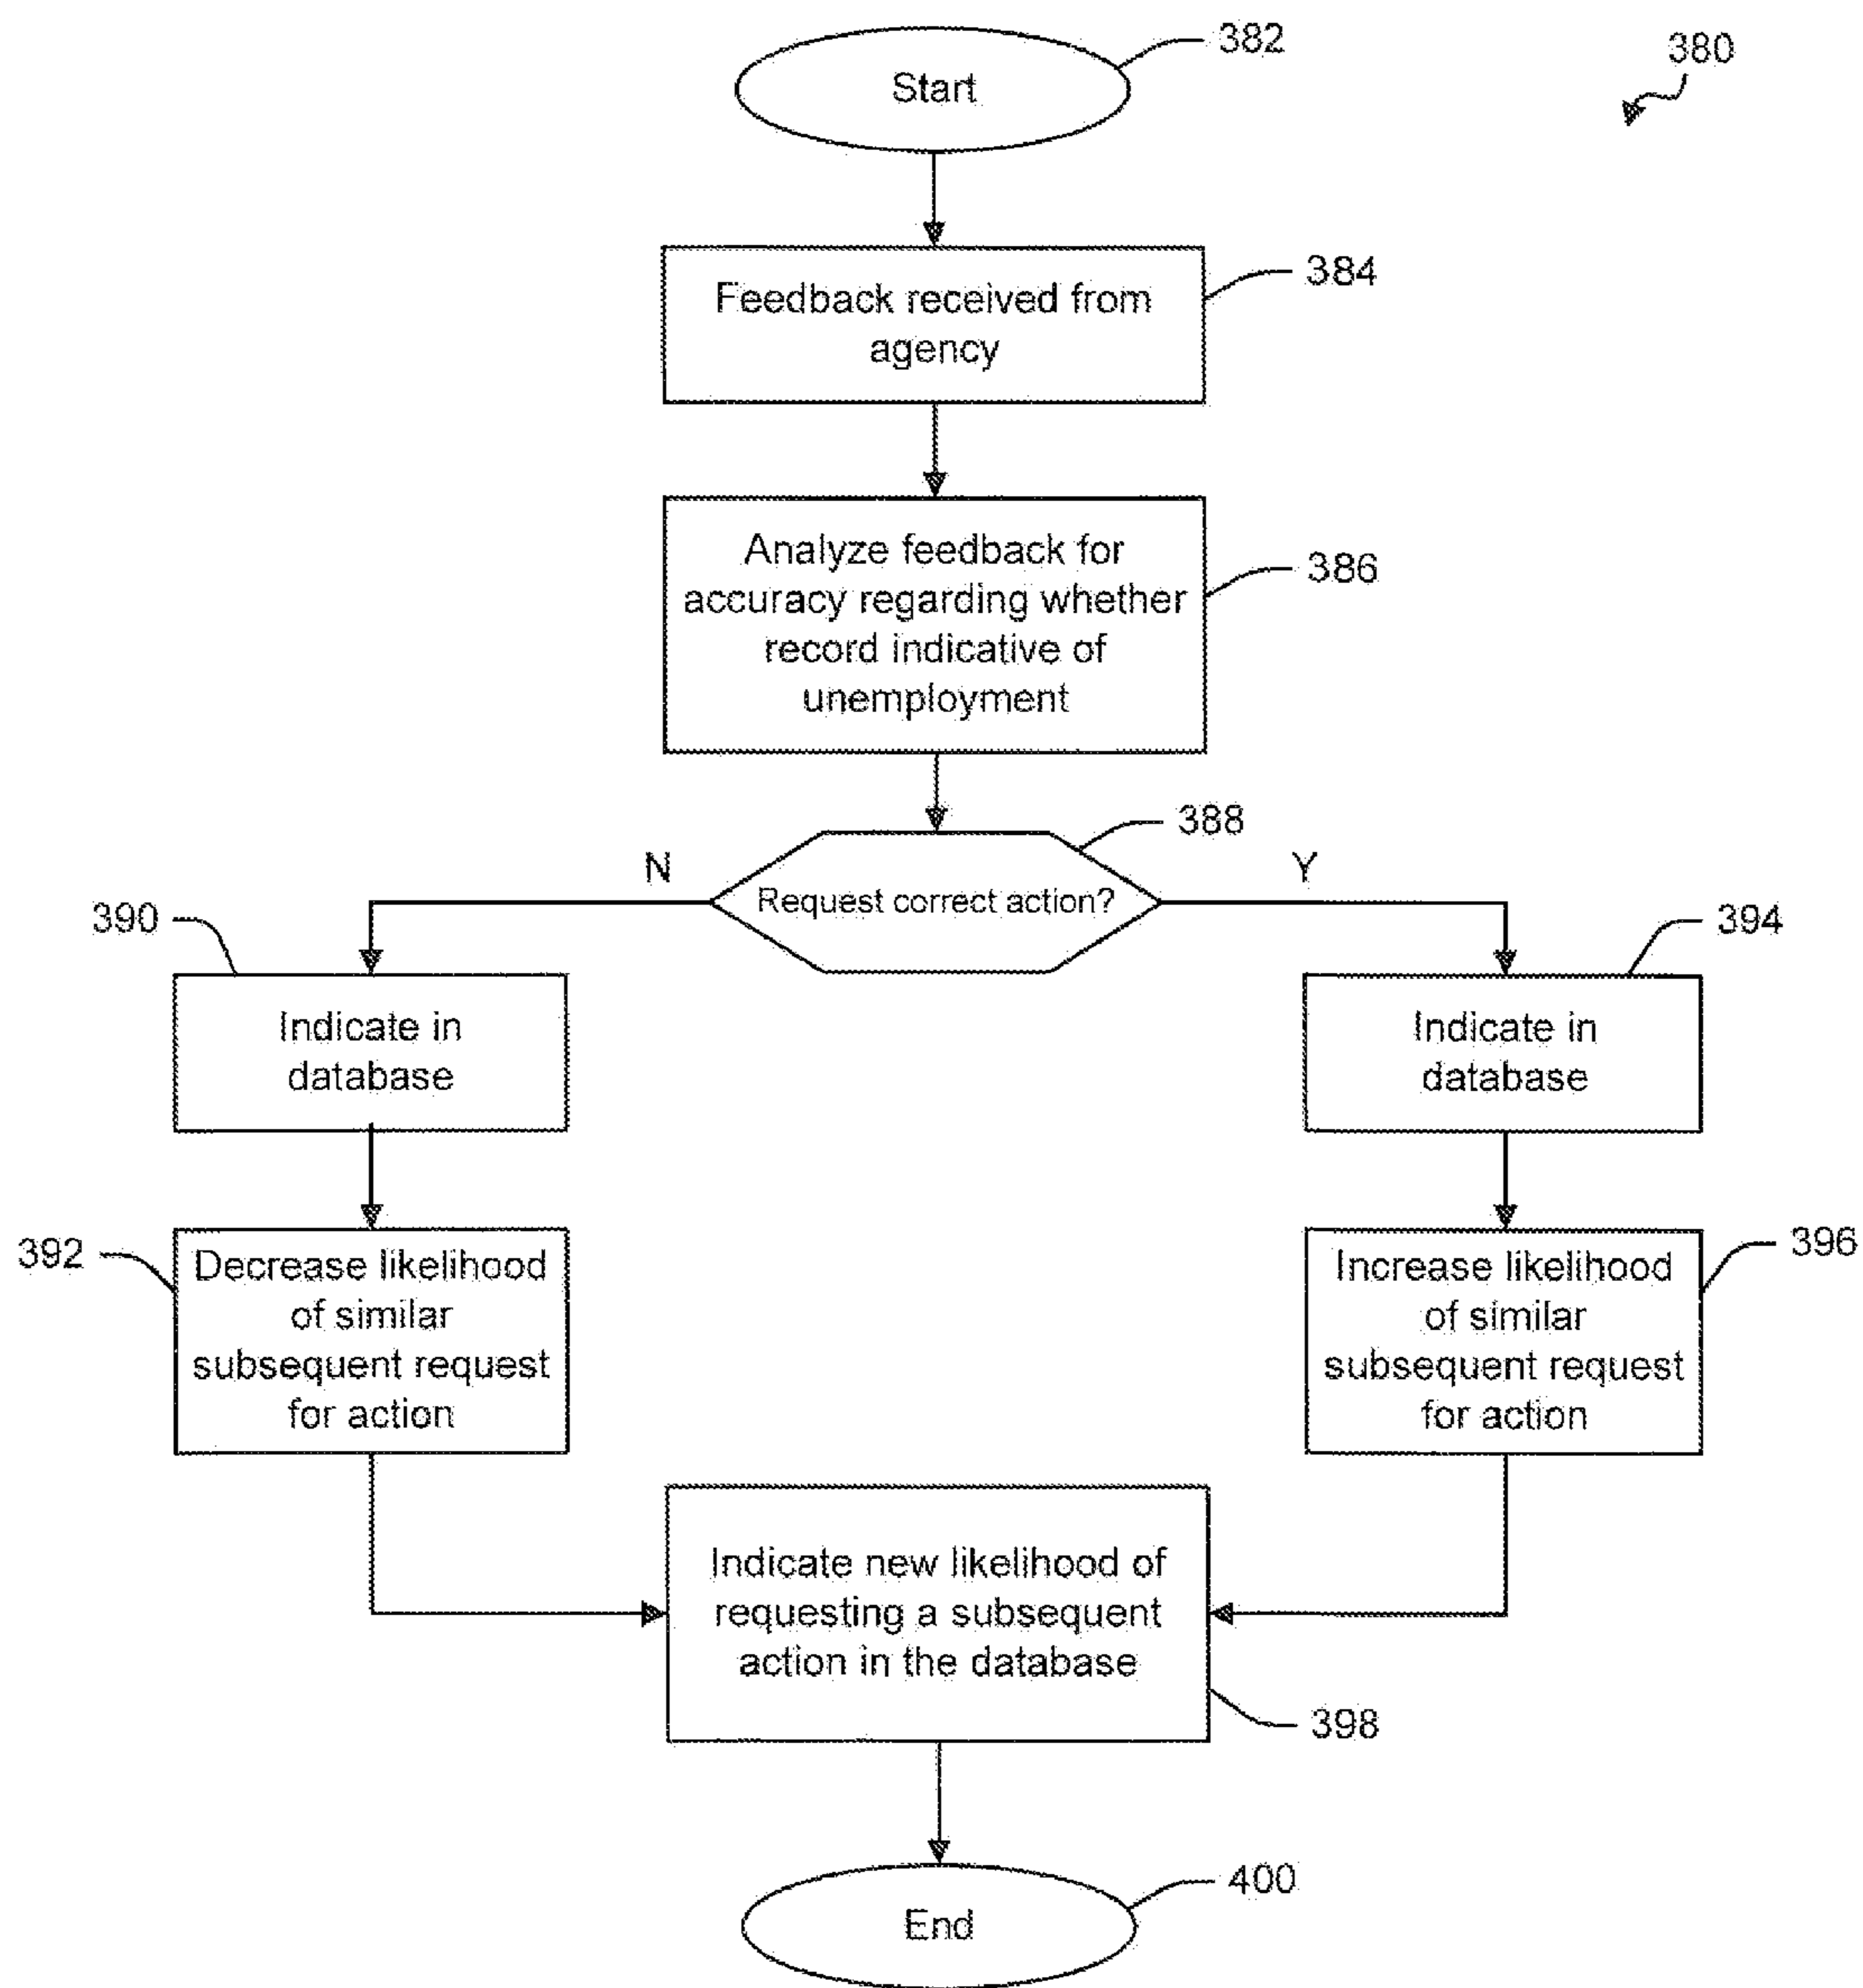 382
380
Start
384
Feedback received from
agency
386
Analyze feedback for
accuracy regarding whether
record indicative of
unemployment
388
N
Y
Request correct action?
390
394
Indicate in
database
Indicate in
database
392
Decrease likelihood
of similar
subsequent request
for action
396
Increase likelihood
of similar
subsequent request
for action
Indicate new likelihood of
requesting a subsequent
action in the database
398
400
End